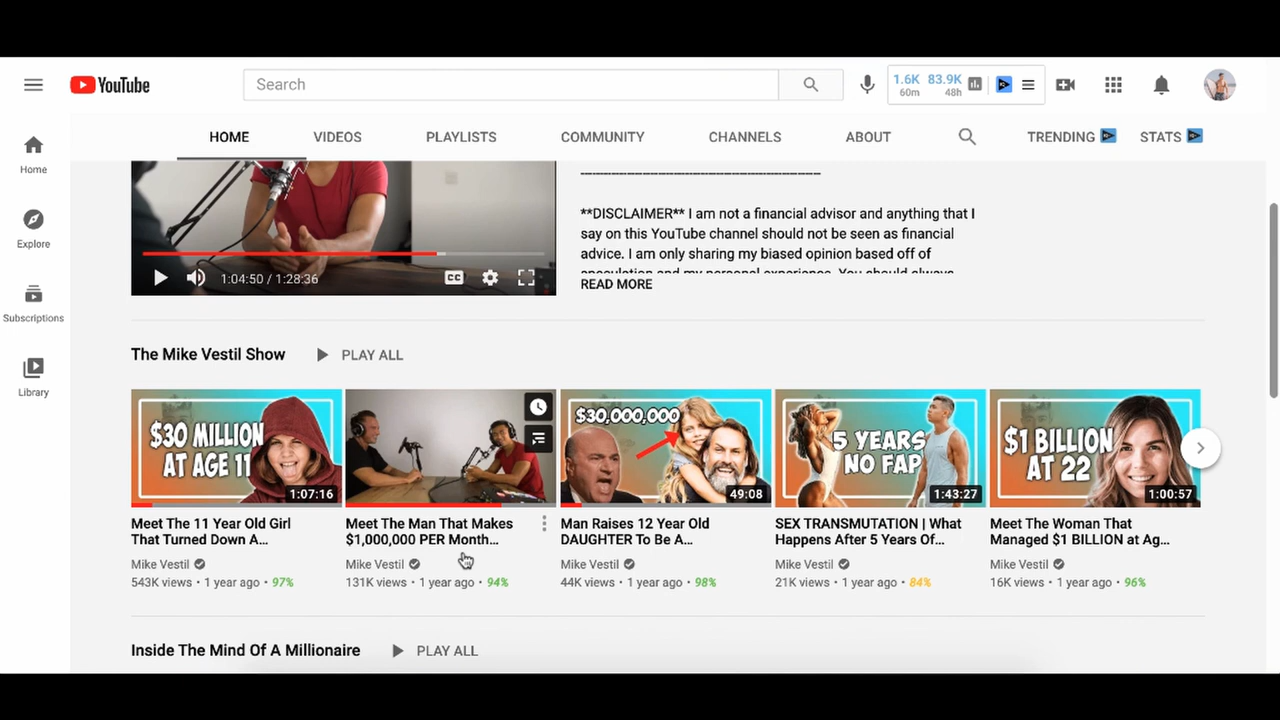 YouTube
Search
1.6K 83.9K
60m 48h
HOME VIDEOS PLAYLISTS COMMUNITY CHANNELS ABOUT TRENDING STATS
Home
Explore
Subscriptions
Library
**DISCLAIMER** I am not a financial advisor and anything that I
say on this YouTube channel should not be seen as financial
advice. I am only sharing my biased opinion based off of
speculation and my personal experience. You should always
READ MORE
1:04:50 / 1:28:36
CC
The Mike Vestil Show PLAY ALL
$30 MILLION
AT AGE 11
1:07:16
$30,000,000
49:08
5 YEARS
NO FAP
1:43:27
$1 BILLION
AT 22
1:00:57
Meet The 11 Year Old Girl
That Turned Down A...
Mike Vestil
543K views • 1 year ago • 97%
Meet The Man That Makes
$1,000,000 PER Month...
Mike Vestil
131K views • 1 year ago • 94%
Man Raises 12 Year Old
DAUGHTER To Be A...
Mike Vestil
44K views • 1 year ago • 98%
SEX TRANSMUTATION | What
Happens After 5 Years Of...
Mike Vestil
21K views • 1 year ago • 84%
Meet The Woman That
Managed $1 BILLION at Ag...
Mike Vestil
16K views • 1 year ago • 96%
Inside The Mind Of A Millionaire PLAY ALL